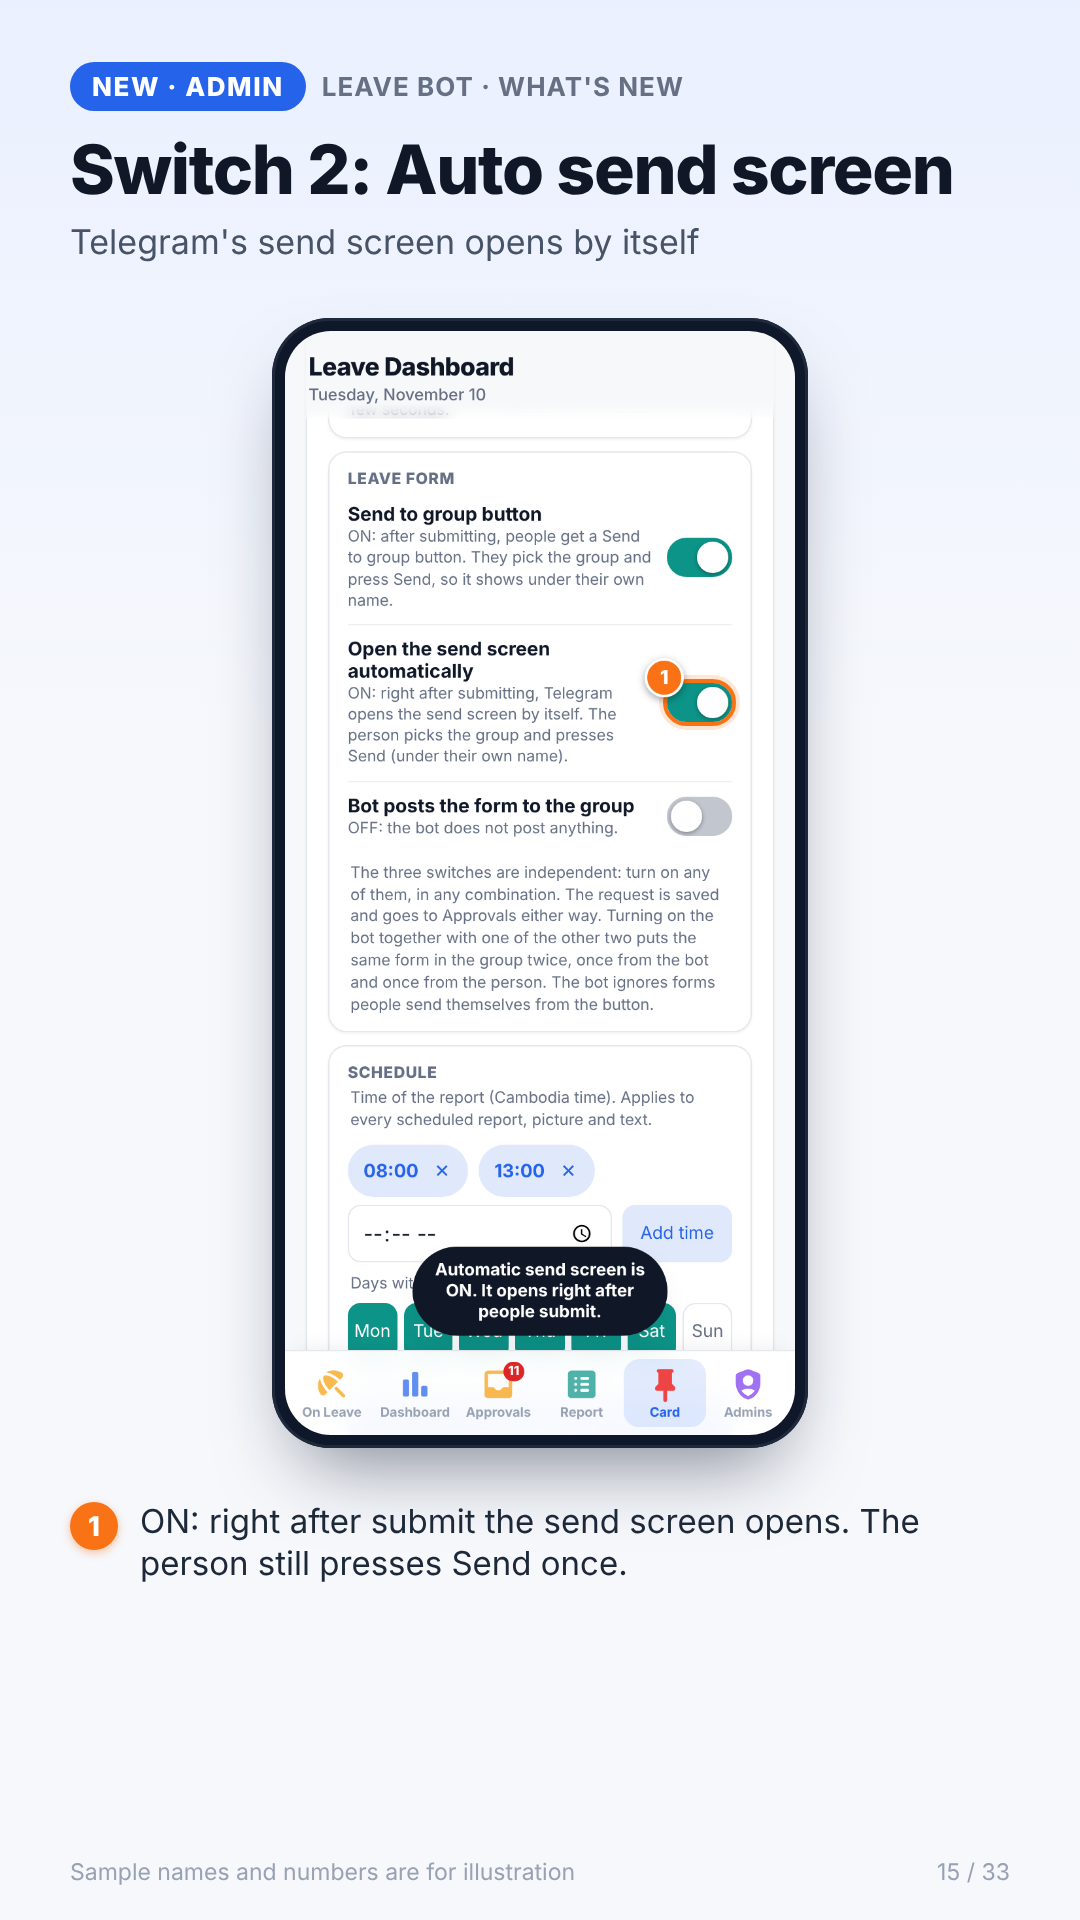 NEW · ADMIN
LEAVE BOT · WHAT'S NEW
Switch 2: Auto send screen
Telegram's send screen opens by itself
Leave Dashboard
Tuesday, November 10
few seconds.
LEAVE FORM
Send to group button
ON: after submitting, people get a Send
to group button. They pick the group and
press Send, so it shows under their own
name.
Open the send screen
automatically
ON: right after submitting, Telegram
opens the send screen by itself. The
person picks the group and presses
Send (under their own name).
1
Bot posts the form to the group
OFF: the bot does not post anything.
The three switches are independent: turn on any
of them, in any combination. The request is saved
and goes to Approvals either way. Turning on the
bot together with one of the other two puts the
same form in the group twice, once from the bot
and once from the person. The bot ignores forms
people send themselves from the button.
SCHEDULE
Time of the report (Cambodia time). Applies to
every scheduled report, picture and text.
08:00 ✕ 13:00 ✕
--:-- --
Add time
Days
Automatic send screen is
ON. It opens right after
people submit.
Mon Tue Sat Sun
11
On Leave Dashboard Approvals Report Card Admins
1 ON: right after submit the send screen opens. The
person still presses Send once.
Sample names and numbers are for illustration
15 / 33